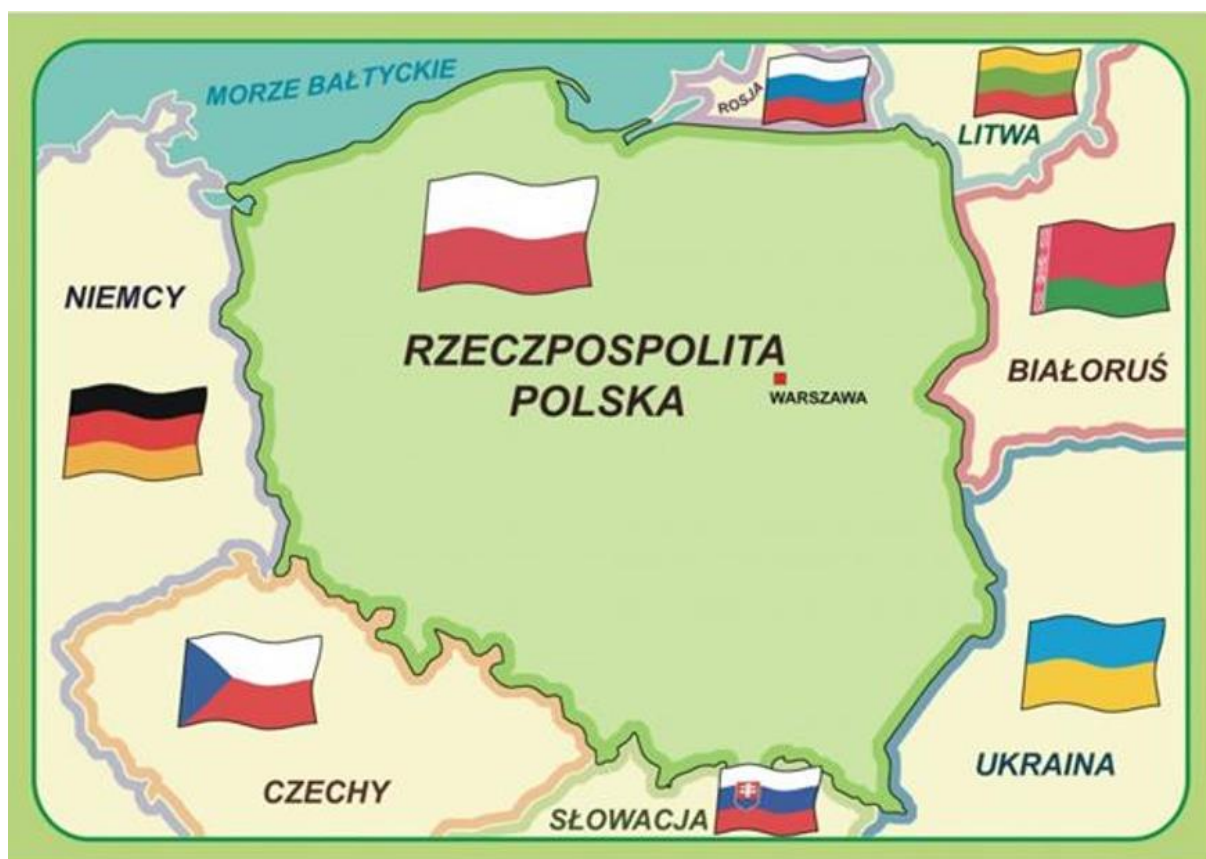 MORZE BAŁTYCKIE
ROSJA
LITWA
NIEMCY
RZECZPOSPOLITA
POLSKA
WARSZAWA
BIAŁORUŚ
CZECHY
SŁOWACJA
UKRAINA